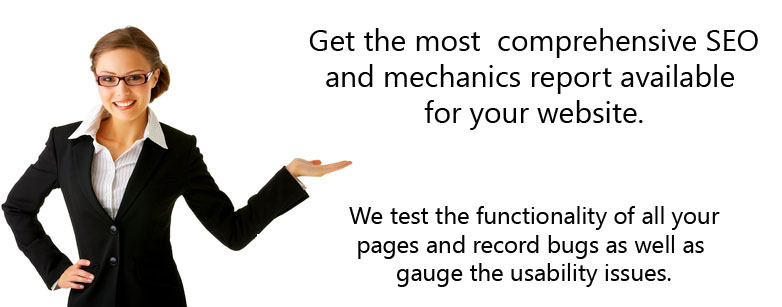 Get the most  comprehensive SEO
and mechanics report available
for your website.
We test the functionality of all your
pages and record bugs as well as
gauge the usability issues.